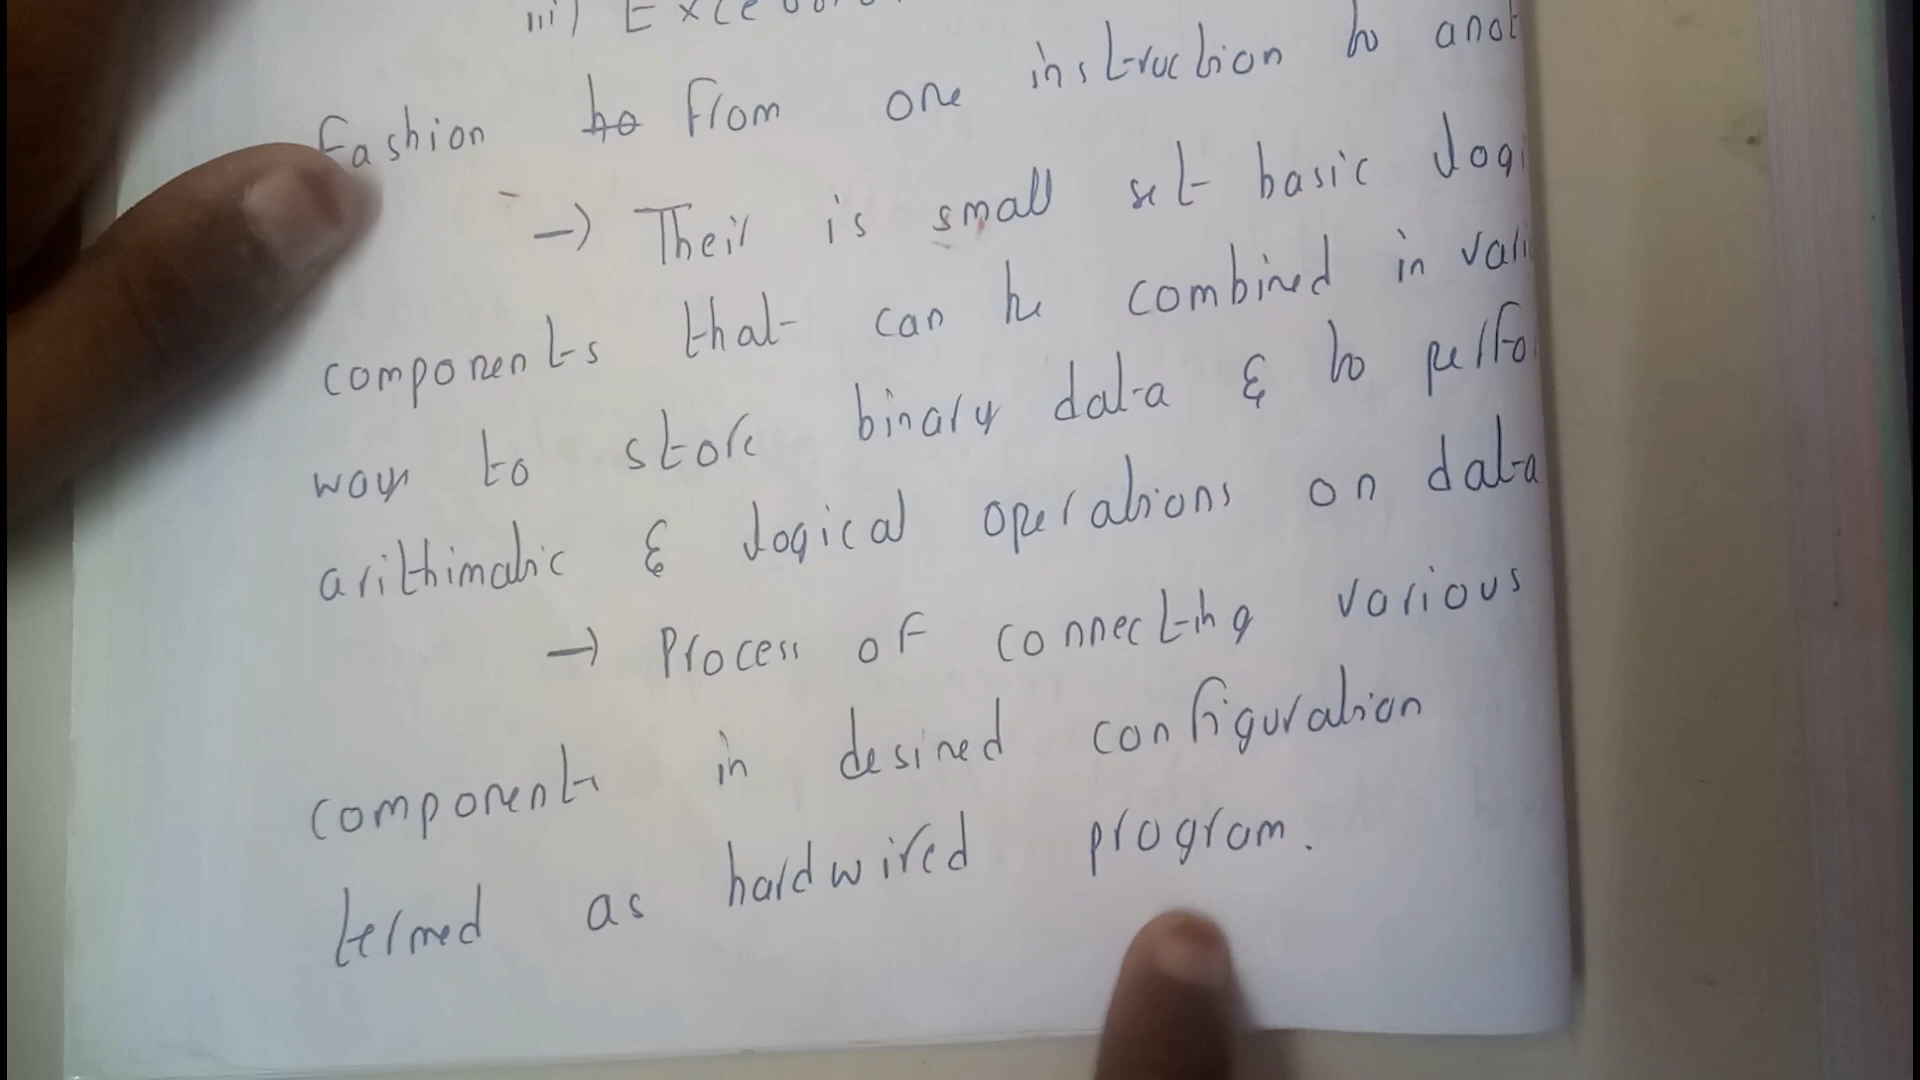 iii)
Fashion to from one instruction to anot
→ Their is small set basic logi
components that can be combined in vari
ways to store binary data & to perfo
arithimatic & logical operations on data
→ Process of connecting various
components in desired configuration
termed as hardwired program.